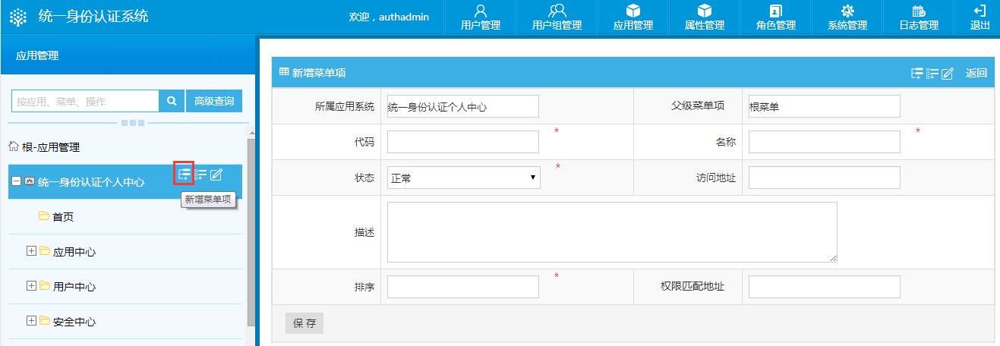 统一身份认证系统
欢迎，authadmin
用户管理
用户组管理
应用管理
属性管理
角色管理
系统管理
日志管理
退出
应用管理
按应用、菜单、操作
高级查询
根-应用管理
统一身份认证个人中心
新增菜单项
首页
应用中心
用户中心
安全中心
新增菜单项
返回
所属应用系统 统一身份认证个人中心 父级菜单项 根菜单
代码 * 名称 *
状态 正常 * 访问地址
描述
排序 * 权限匹配地址
保 存